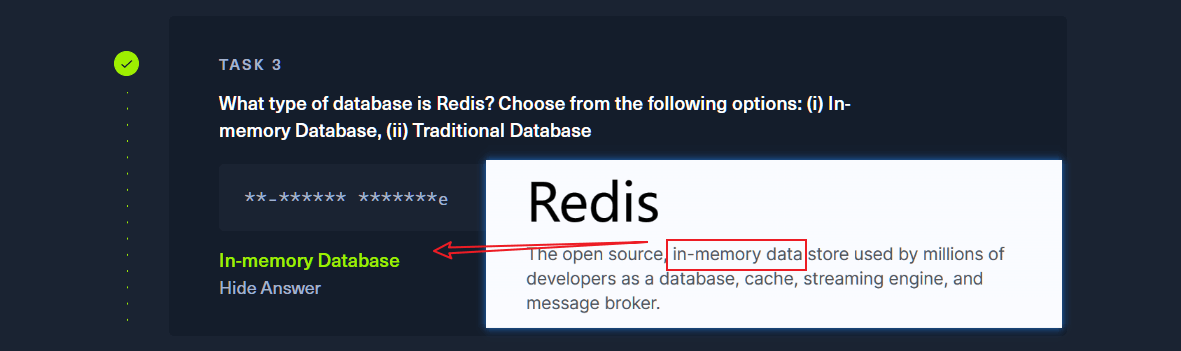 TASK 3
What type of database is Redis? Choose from the following options: (i) In-
memory Database, (ii) Traditional Database
**-****** *******e
In-memory Database
Hide Answer
Redis
The open source, in-memory data store used by millions of
developers as a database, cache, streaming engine, and
message broker.